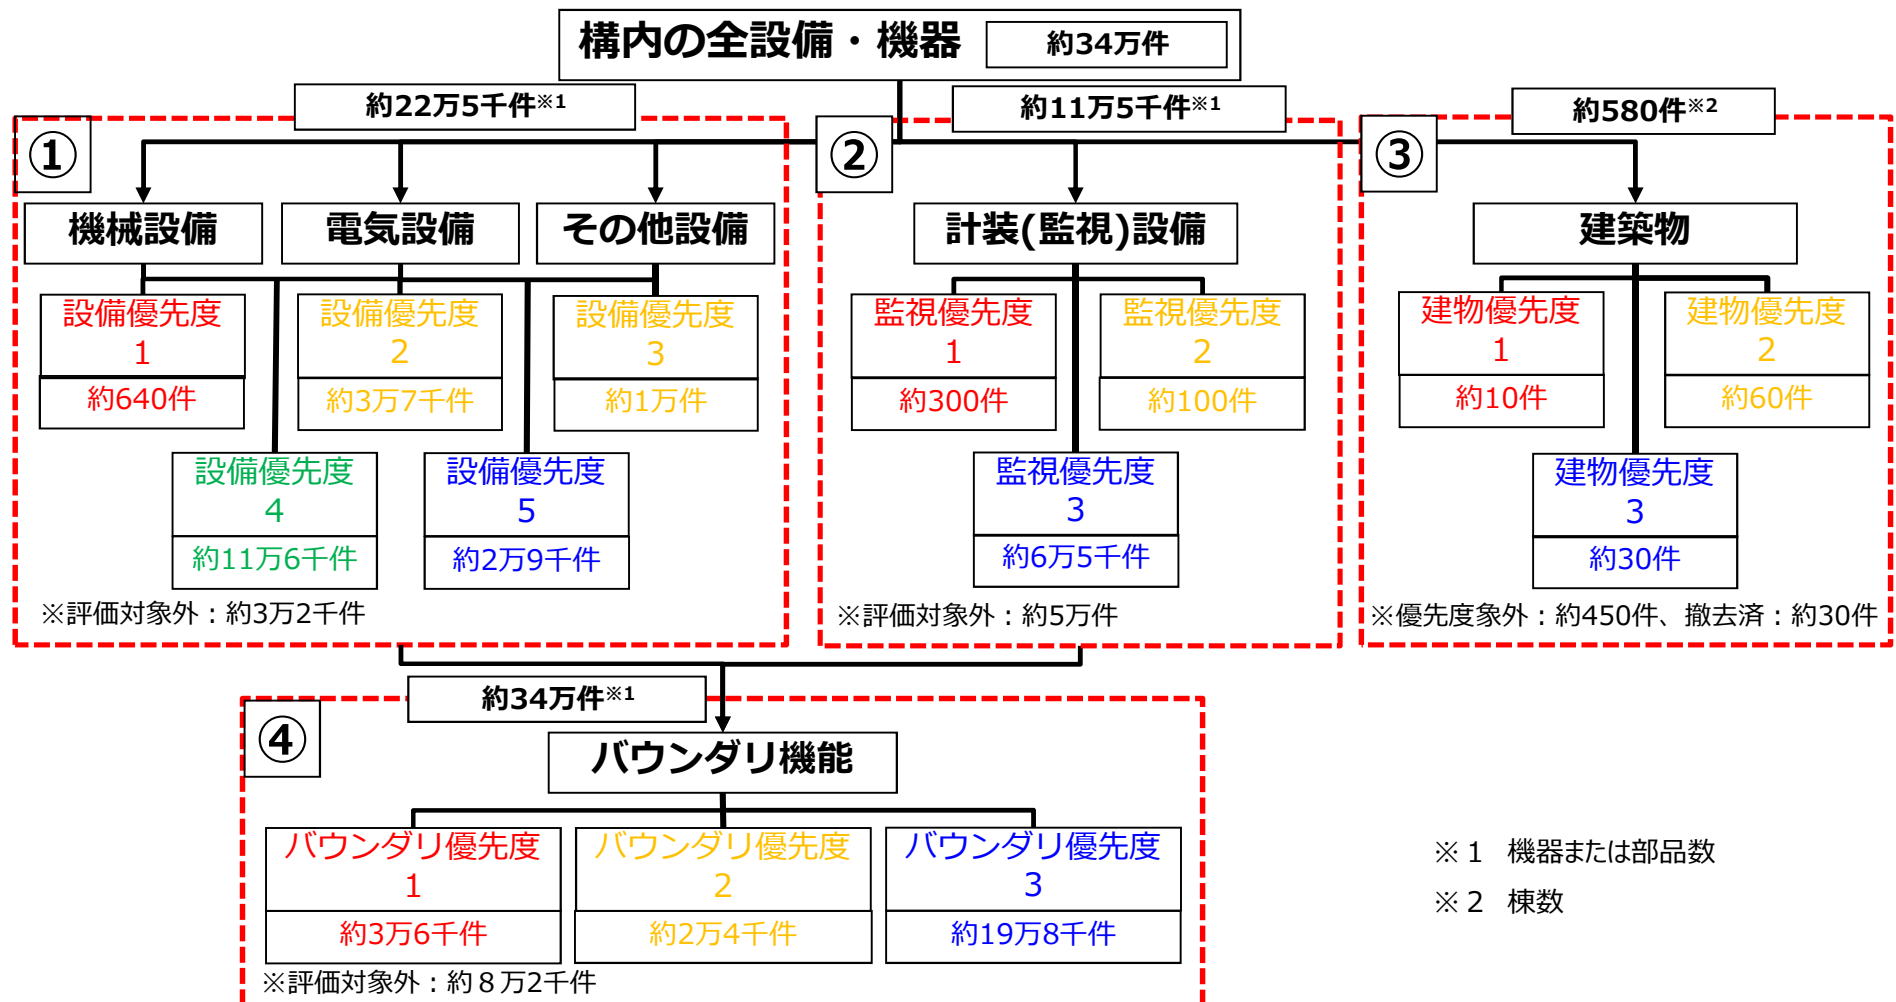 構内の全設備・機器 約34万件
約22万5千件※1
約11万5千件※1
約580件※2
①
②
③
機械設備
電気設備
その他設備
計装(監視)設備
建築物
設備優先度
1
約640件
設備優先度
2
約3万7千件
設備優先度
3
約1万件
設備優先度
4
約11万6千件
設備優先度
5
約2万9千件
※評価対象外：約3万2千件
監視優先度
1
約300件
監視優先度
2
約100件
監視優先度
3
約6万5千件
※評価対象外：約5万件
建物優先度
1
約10件
建物優先度
2
約60件
建物優先度
3
約30件
※優先度象外：約450件、撤去済：約30件
約34万件※1
④
バウンダリ機能
バウンダリ優先度
1
約3万6千件
バウンダリ優先度
2
約2万4千件
バウンダリ優先度
3
約19万8千件
※評価対象外：約８万2千件
※１ 機器または部品数
※２ 棟数